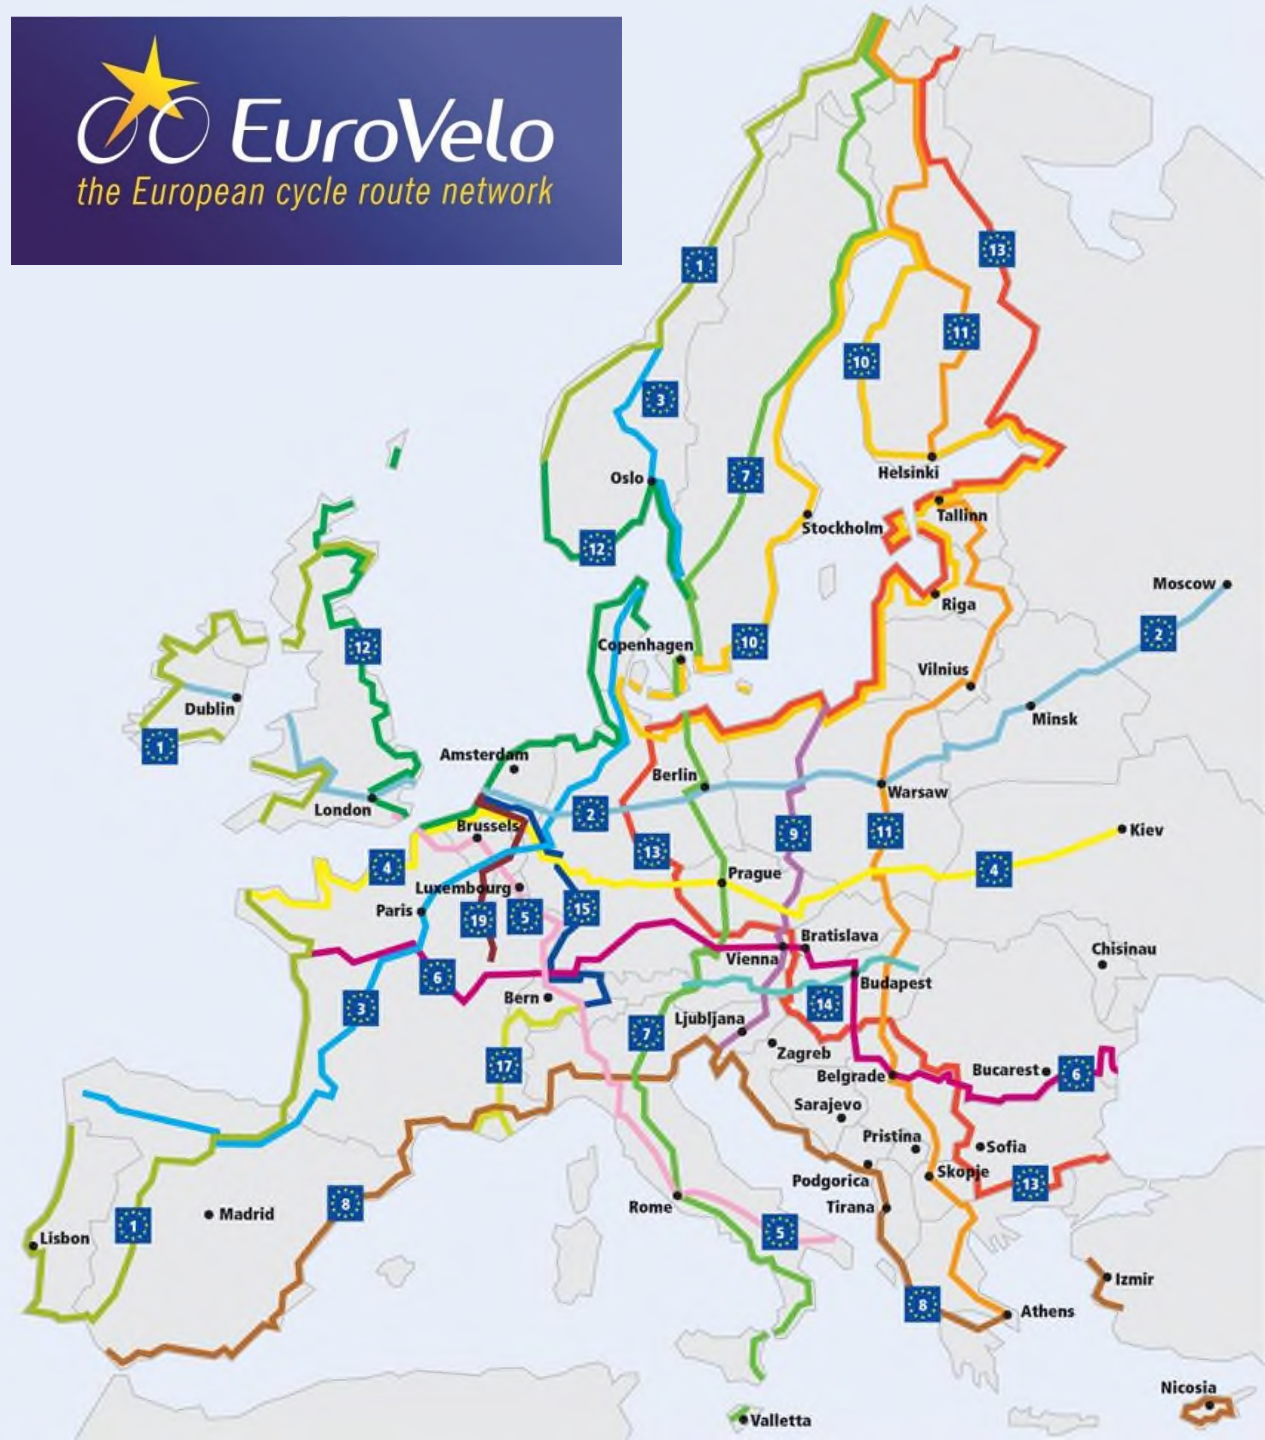 EuroVelo
the European cycle route network
1
13
11
10
3
7
Helsinki
Oslo
Tallinn
Stockholm
12
Moscow
Riga
2
10
12
Copenhagen
Vilnius
Dublin
Minsk
1
Amsterdam
Berlin
Warsaw
London
2
Brussels
9
11
Kiev
13
4
4
Prague
Luxembourg
Paris
19
5
15
Bratislava
Vienna
Chisinau
6
Budapest
Bern
3
14
7
Ljubljana
Zagreb
17
Belgrade
Bucarest
6
Sarajevo
Pristina
Sofia
Podgorica
Skopje
13
8
Rome
Tirana
Madrid
1
5
Lisbon
Izmir
8
Athens
Nicosia
Valletta